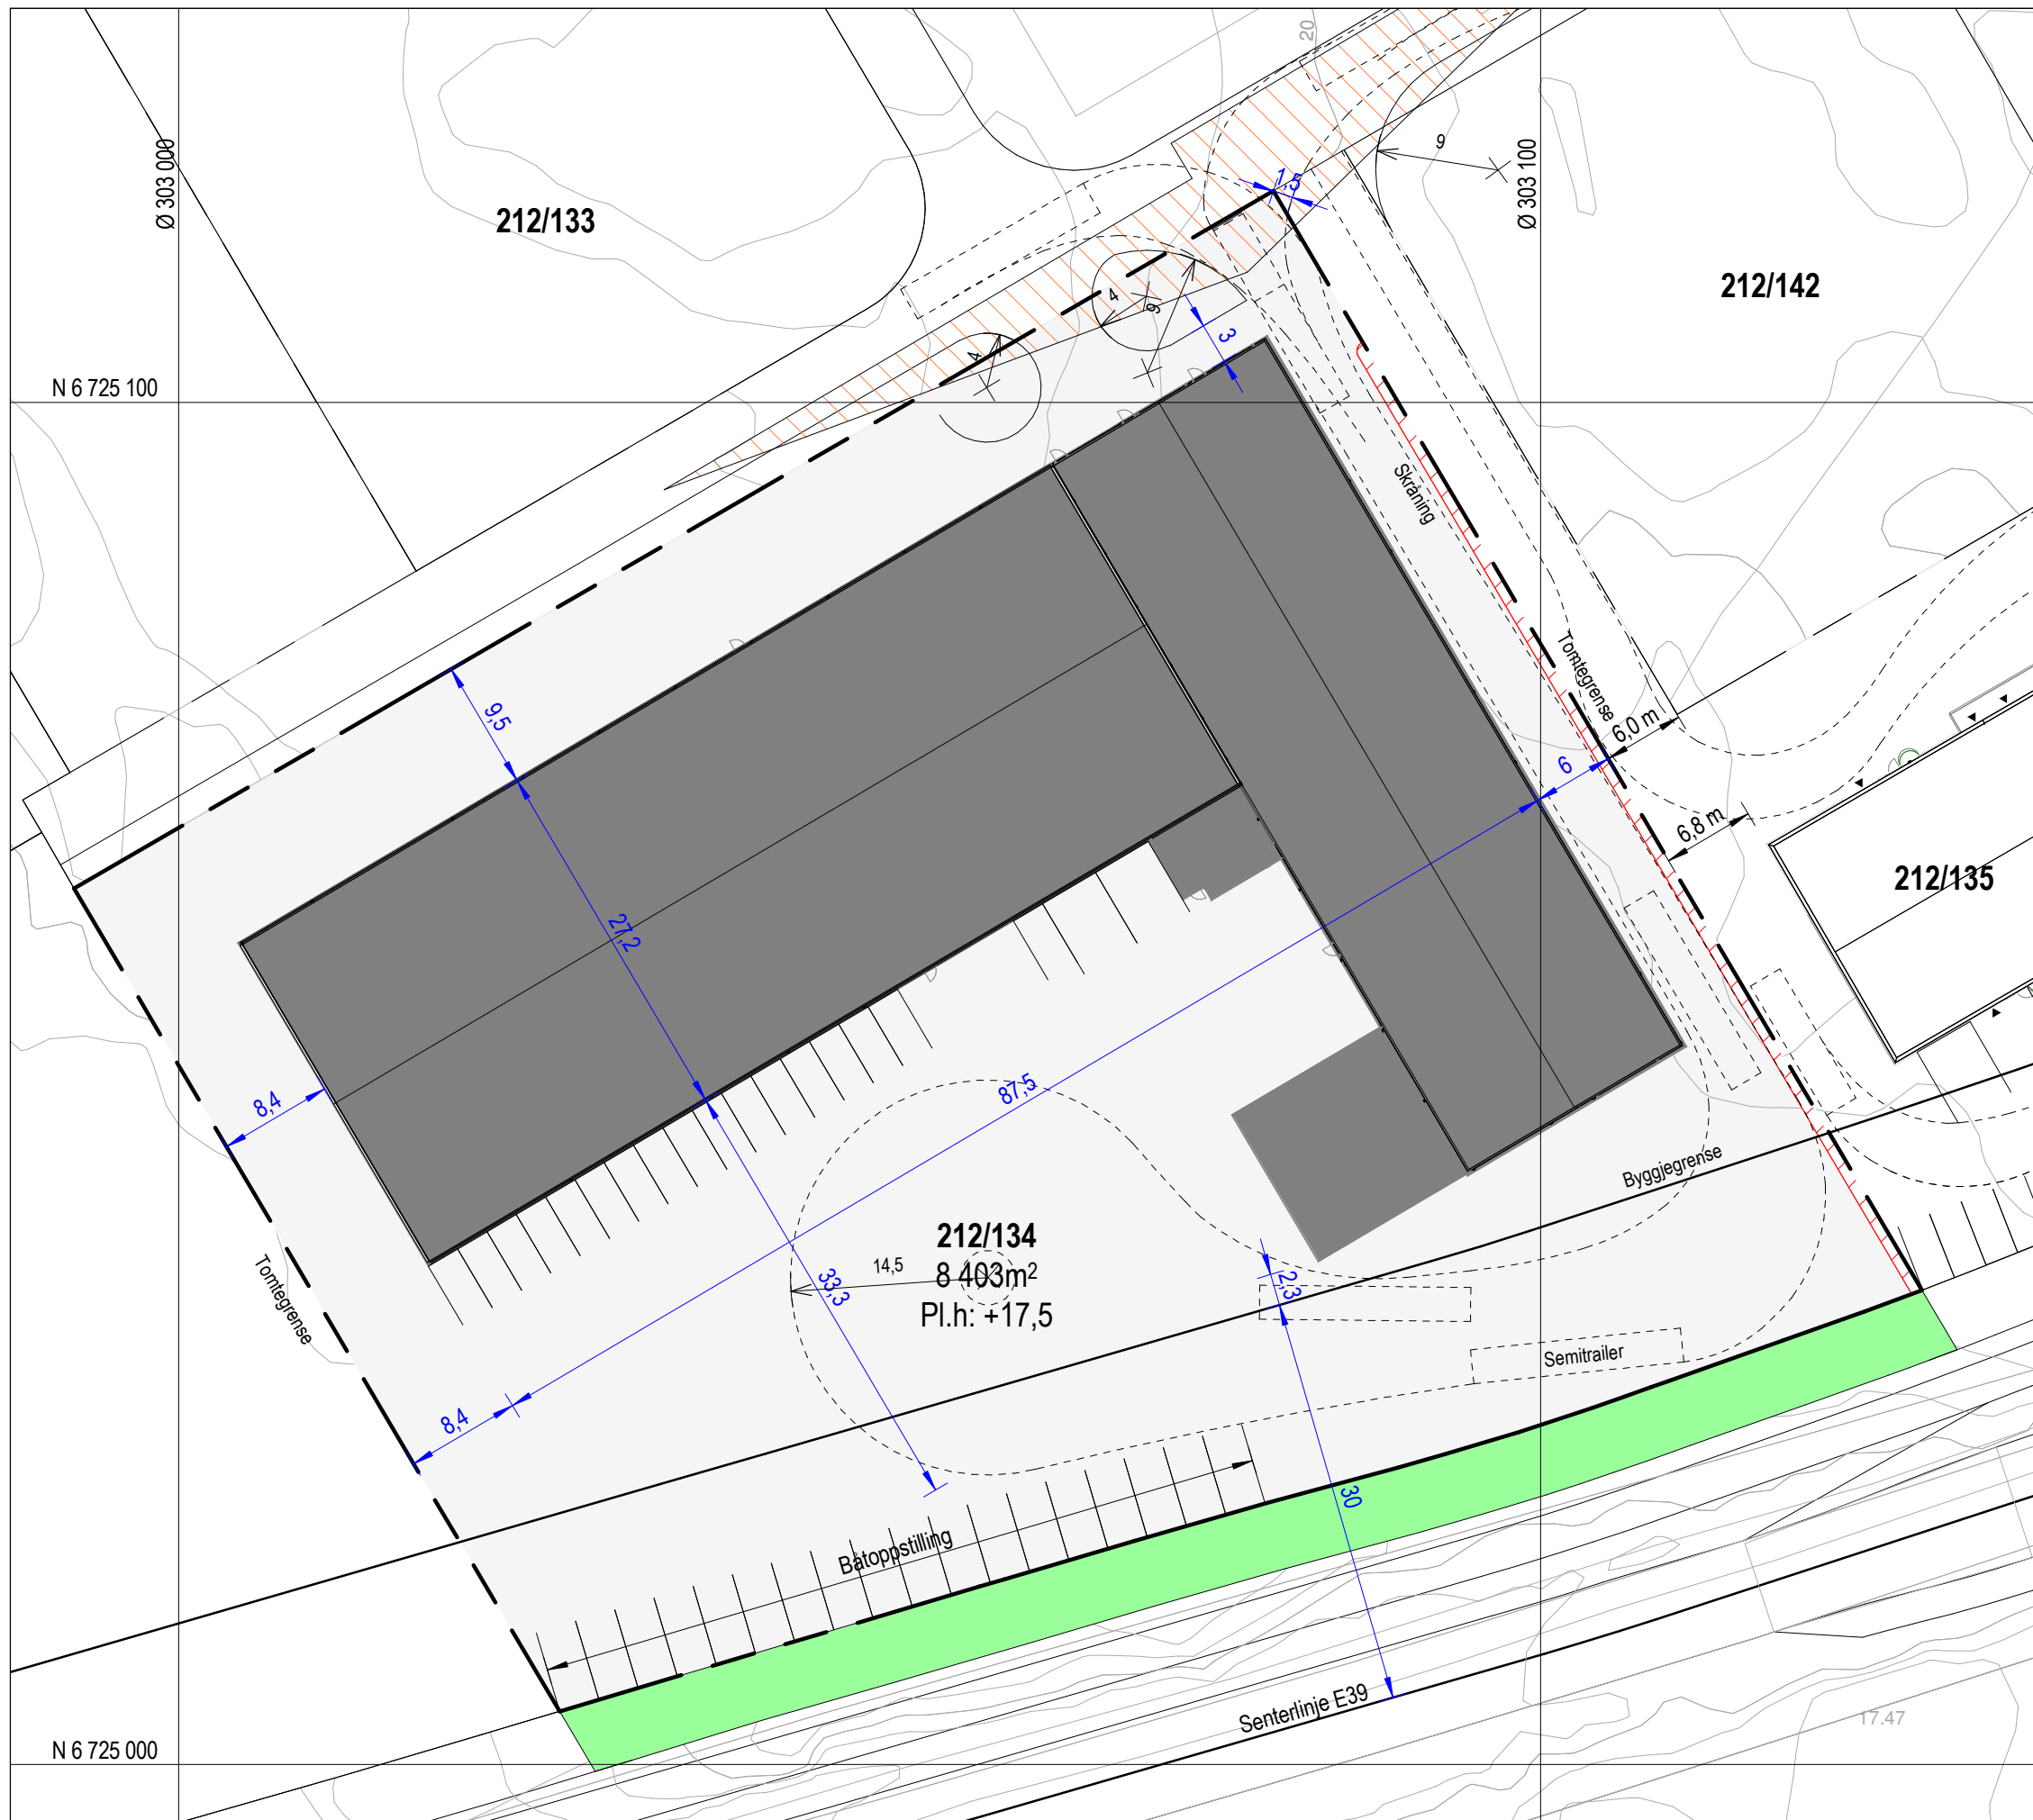 20
Ø 303 000
Ø 303 100
9
1,5
212/133
212/142
4
9
3
4
N 6 725 100
Skråning
Tomtegrense
9,5
6,0 m
6
6,8 m
212/135
27,2
87,5
8,4
Byggjegrense
212/134
14,5
8 403m²
33,3
2,3
Pl.h: +17,5
Tomtegrense
Semitrailer
8,4
30
Båtoppstilling
Senterlinje E39
17.47
N 6 725 000